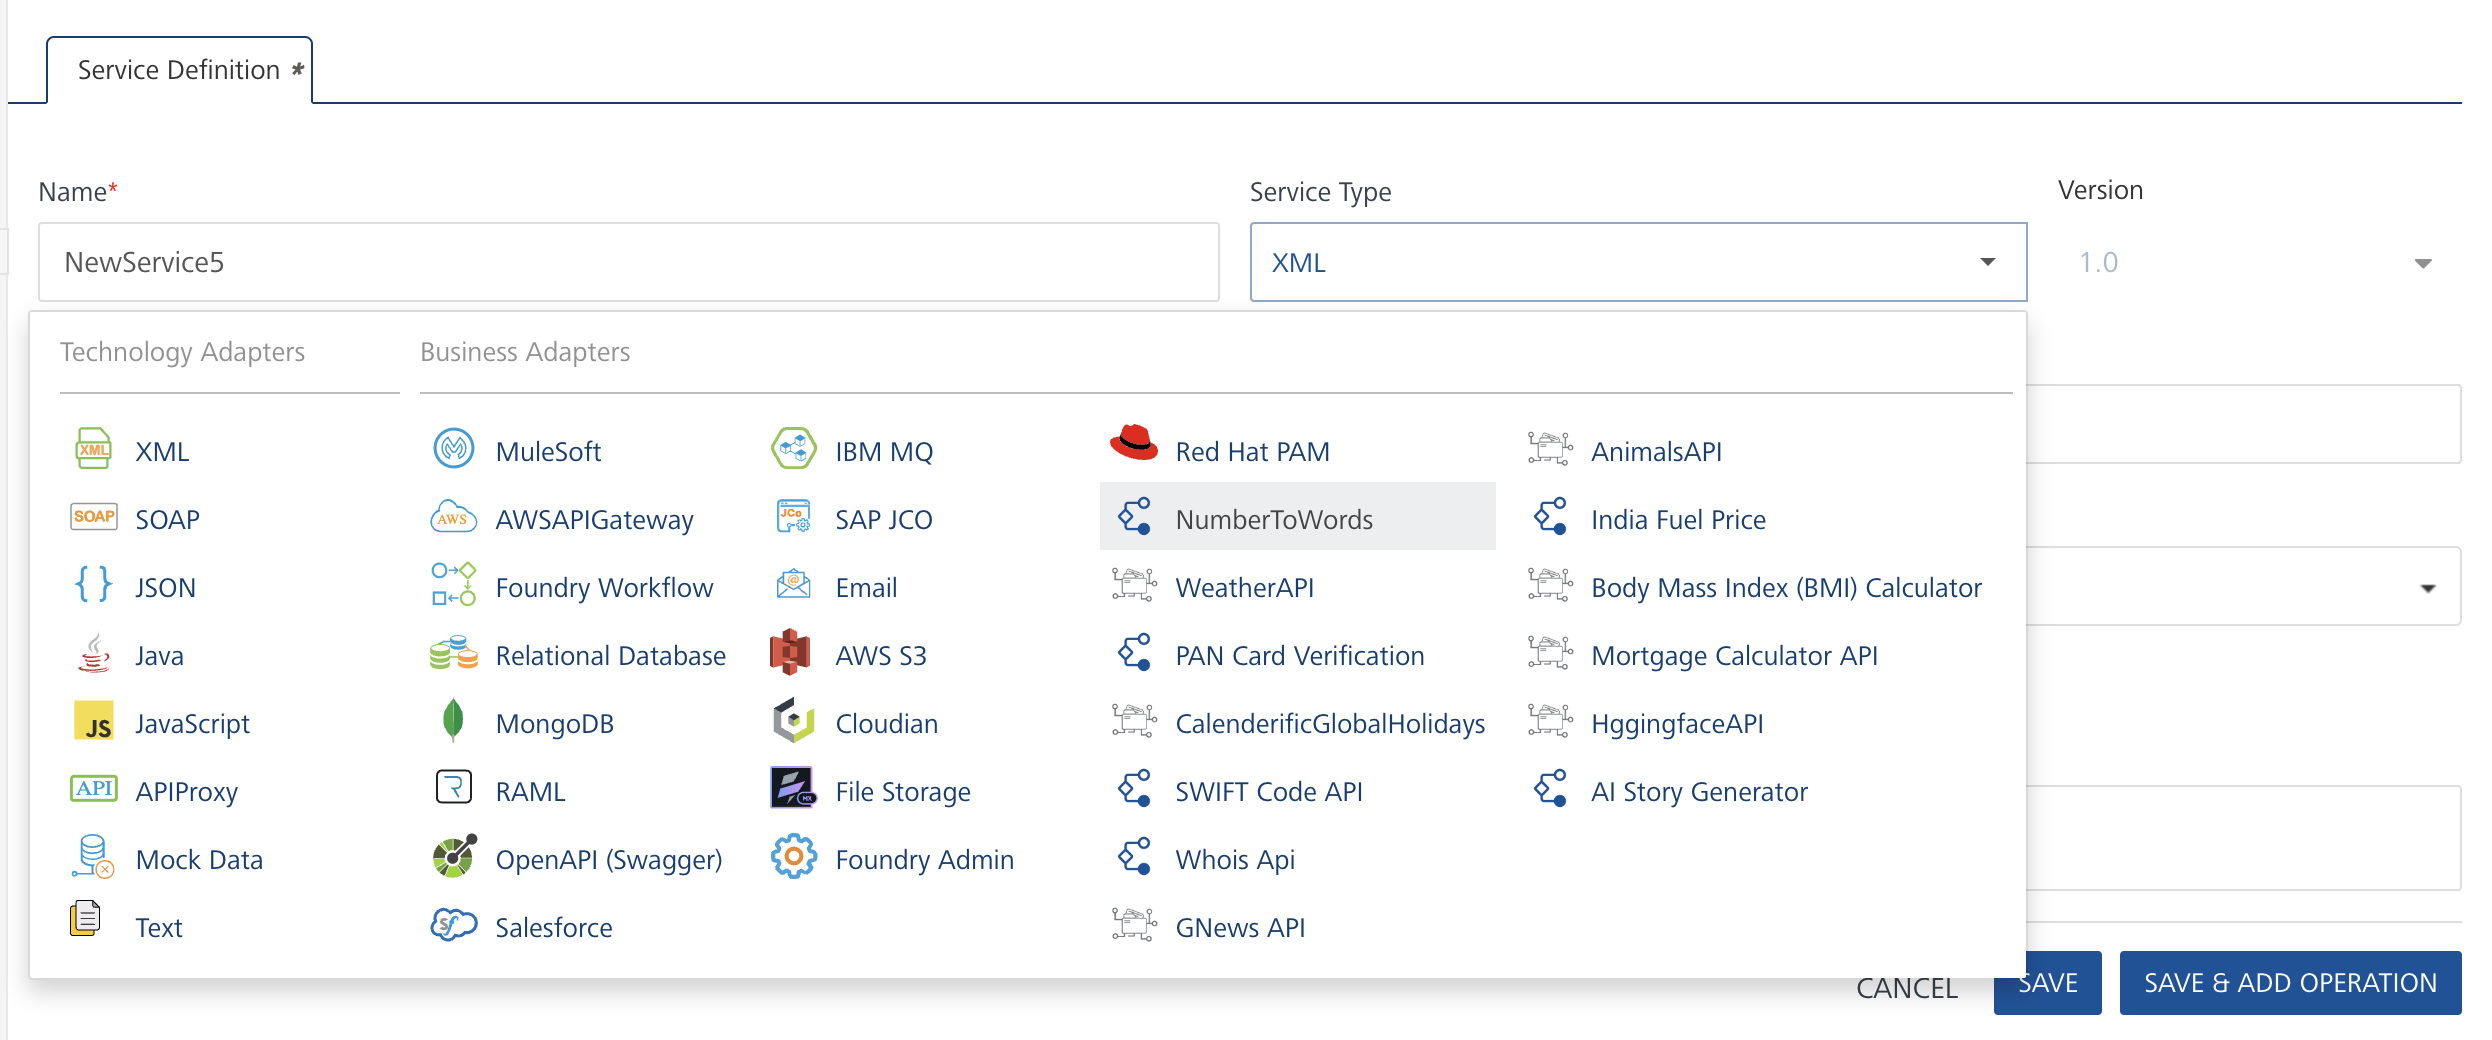 Service Definition *
Name*
Service Type
Version
NewService5
XML
1.0
Technology Adapters
Business Adapters
XML
SOAP
JSON
Java
JavaScript
APIProxy
Mock Data
Text
MuleSoft
AWSAPIGateway
Foundry Workflow
Relational Database
MongoDB
RAML
OpenAPI (Swagger)
Salesforce
IBM MQ
SAP JCO
Email
AWS S3
Cloudian
File Storage
Foundry Admin
Red Hat PAM
NumberToWords
WeatherAPI
PAN Card Verification
CalenderificGlobalHolidays
SWIFT Code API
Whois Api
GNews API
AnimalsAPI
India Fuel Price
Body Mass Index (BMI) Calculator
Mortgage Calculator API
HggingfaceAPI
AI Story Generator
CANCEL
SAVE
SAVE & ADD OPERATION